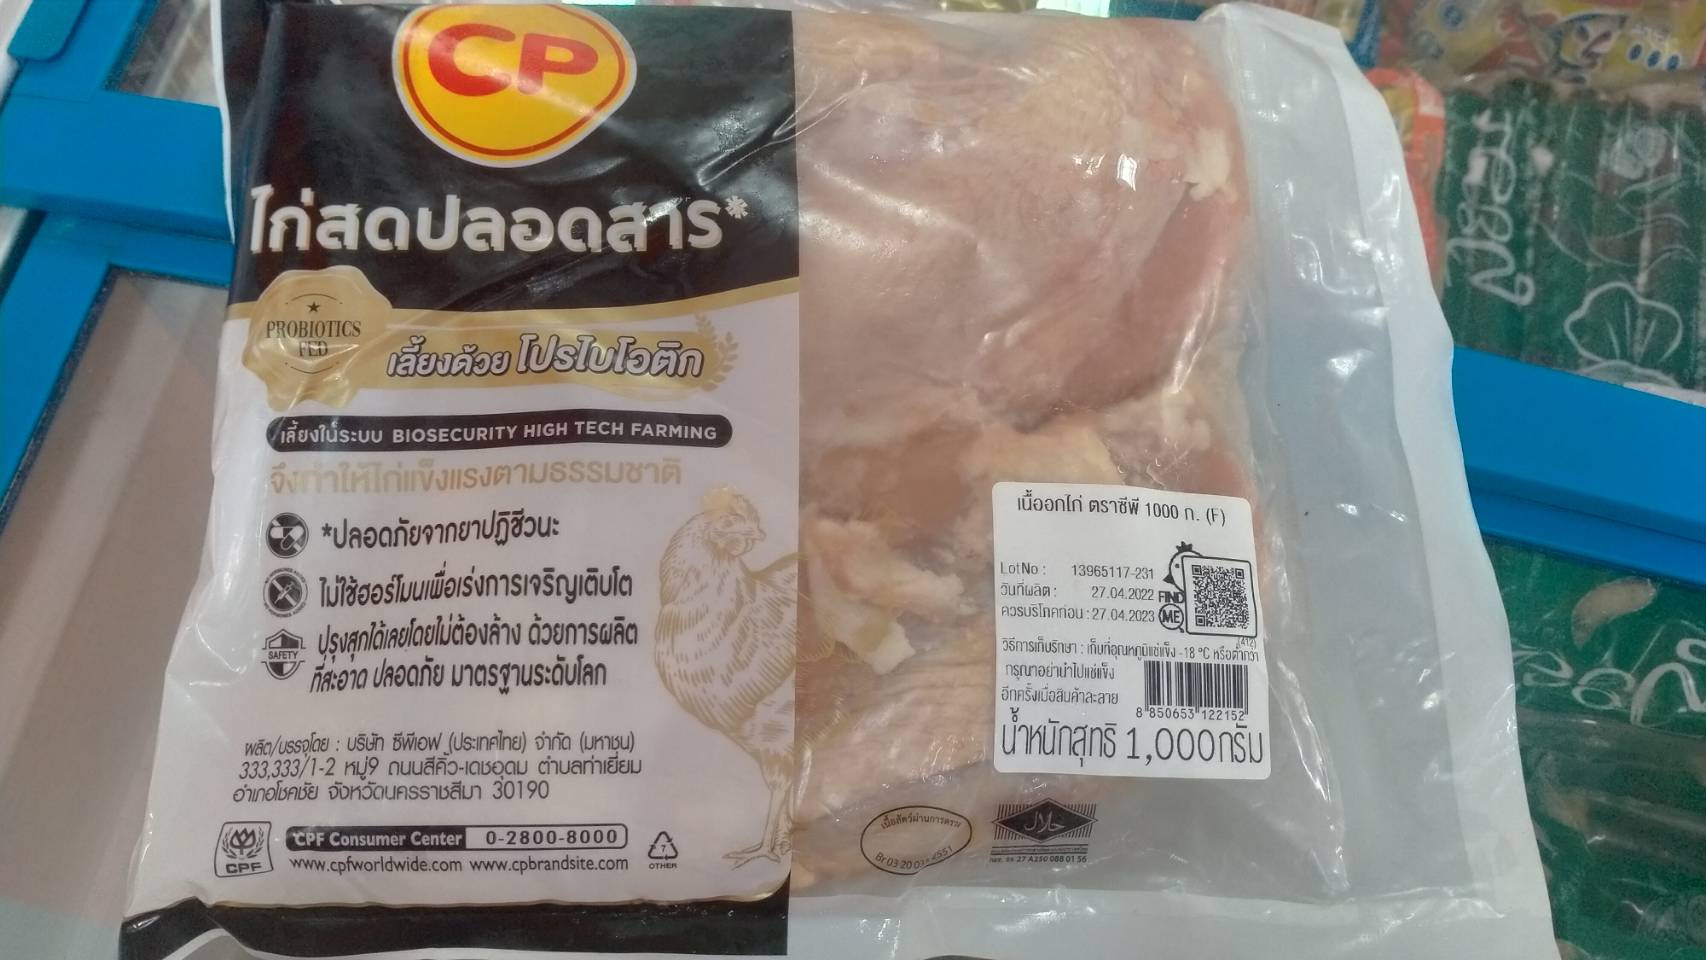 CP
ไก่สดปลอดสาร*
PROBIOTICS
FED
เลี้ยงด้วย โปรไบโอติก
เลี้ยงในระบบ BIOSECURITY HIGH TECH FARMING
จึงทำให้ไก่แข็งแรงตามธรรมชาติ
*ปลอดภัยจากยาปฏิชีวนะ
ไม่ใช้ฮอร์โมนเพื่อเร่งการเจริญเติบโต
SAFETY
ปรุงสุกได้เลยโดยไม่ต้องล้าง ด้วยการผลิต
ที่สะอาด ปลอดภัย มาตรฐานระดับโลก
ผลิต/บรรจุโดย : บริษัท ซีพีเอฟ (ประเทศไทย) จำกัด (มหาชน)
333,333/1-2 หมู่9 ถนนสีคิ้ว-เดชอุดม ตำบลท่าเยี่ยม
อำเภอโชคชัย จังหวัดนครราชสีมา 30190
CPF
CPF Consumer Center 0-2800-8000
www.cpfworldwide.com www.cpbrandsite.com
7
OTHER
เนื้ออกไก่ ตราซีพี 1000 ก. (F)
LotNo : 13965117-231
วันที่ผลิต : 27.04.2022
ควรบริโภคก่อน : 27.04.2023
FIND
ME
(412)
วิธีการเก็บรักษา : เก็บที่อุณหภูมิแช่แข็ง -18 °C หรือต่ำกว่า
กรุณาอย่านำไปแช่แข็ง
อีกครั้งเมื่อสินค้าละลาย
8 850653 122152
น้ำหนักสุทธิ 1,000กรัม
حلال